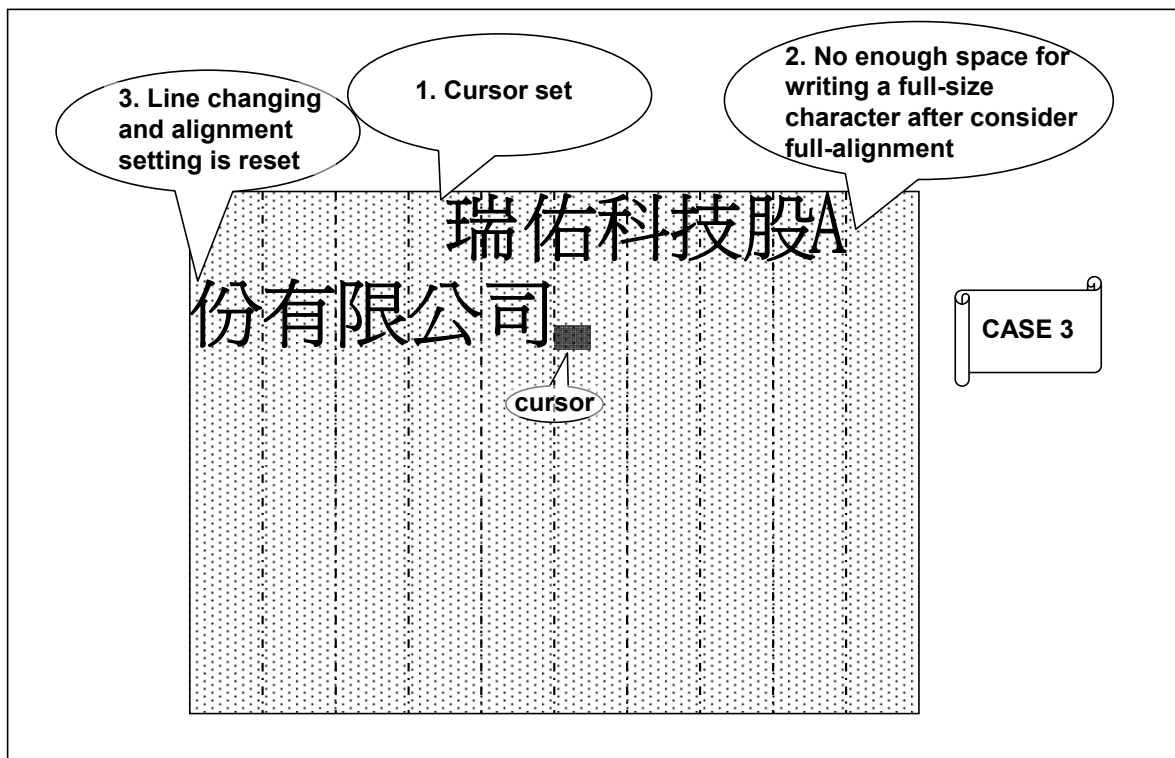 3. Line changing
and alignment
setting is reset
1. Cursor set
2. No enough space for
writing a full-size
character after consider
full-alignment
瑞佑科技股A
份有限公司
cursor
CASE 3